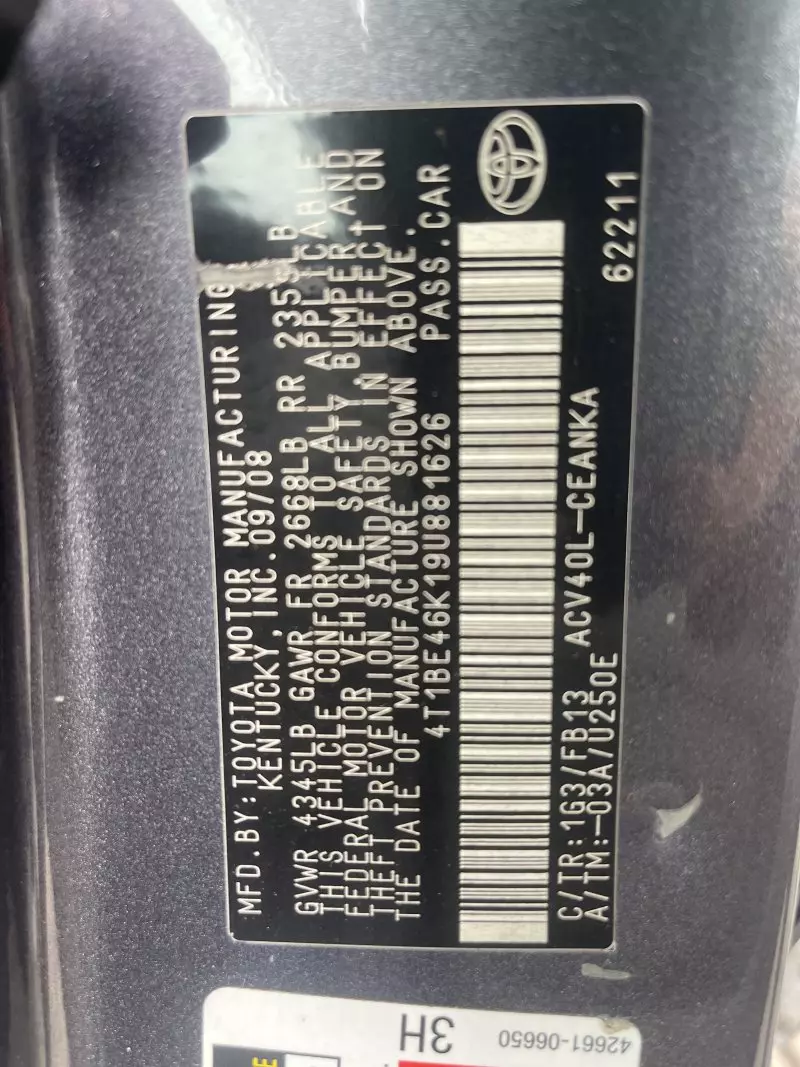 MFD.BY:TOYOTA MOTOR MANUFACTURING
KENTUCKY, INC.09/08
GVWR 4345LB GAWR FR 2668LB RR 2355LB
THIS VEHICLE CONFORMS TO ALL APPLICABLE
FEDERAL MOTOR VEHICLE SAFETY, BUMPER AND
THEFT PREVENTION STANDARDS IN EFFECT ON
THE DATE OF MANUFACTURE SHOWN ABOVE.
4T1BE46K19U881626 PASS.CAR
C/TR:1G3/FB13 ACV40L-CEANKA
A/TM:-03A/U250E 62211
42661-06650
3H